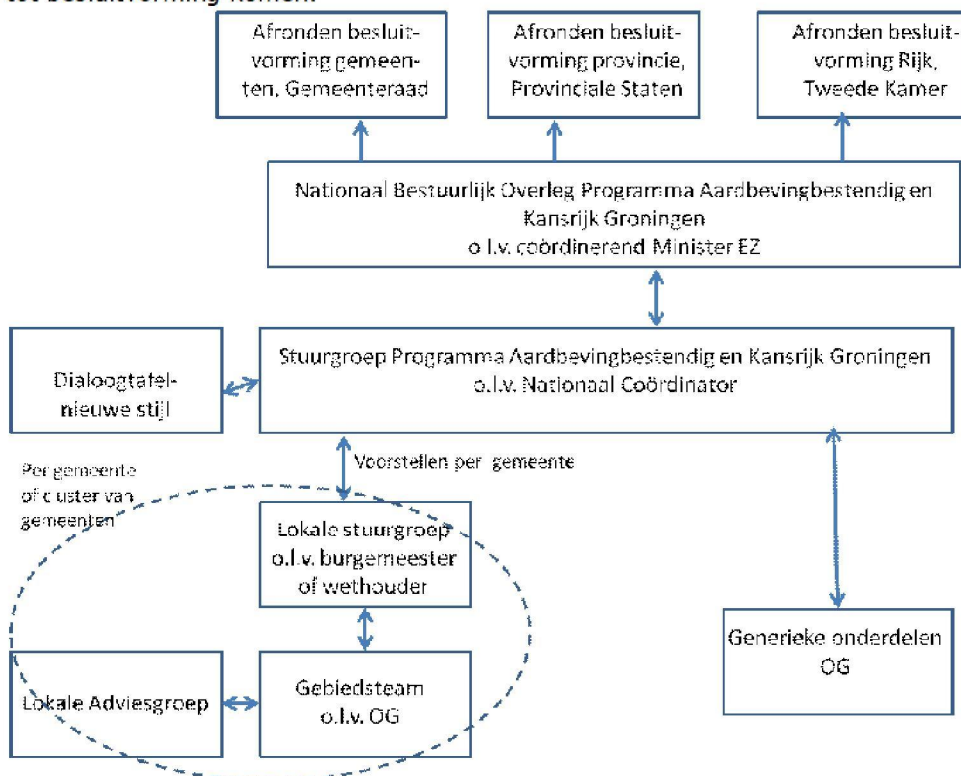 tot besluitvorming komen.
Afronden besluit-
vorming gemeen-
ten, Gemeenteraad
Afronden besluit-
vorming provincie,
Provinciale Staten
Afronden besluit-
vorming Rijk,
Tweede Kamer
Nationaal Bestuurlijk Overleg Programma Aardbevingbestendig en
Kansrijk Groningen
o.l.v. coördinerend Minister EZ
Stuurgroep Programma Aardbevingbestendig en Kansrijk Groningen
o.l.v. Nationaal Coördinator
Dialoogtafel-
nieuwe stijl
Per gemeente
of cluster van
gemeenten
Voorstellen per gemeente
Lokale stuurgroep
o.l.v. burgemeester
of wethouder
Generieke onderdelen
OG
Lokale Adviesgroep
Gebiedsteam
o.l.v. OG